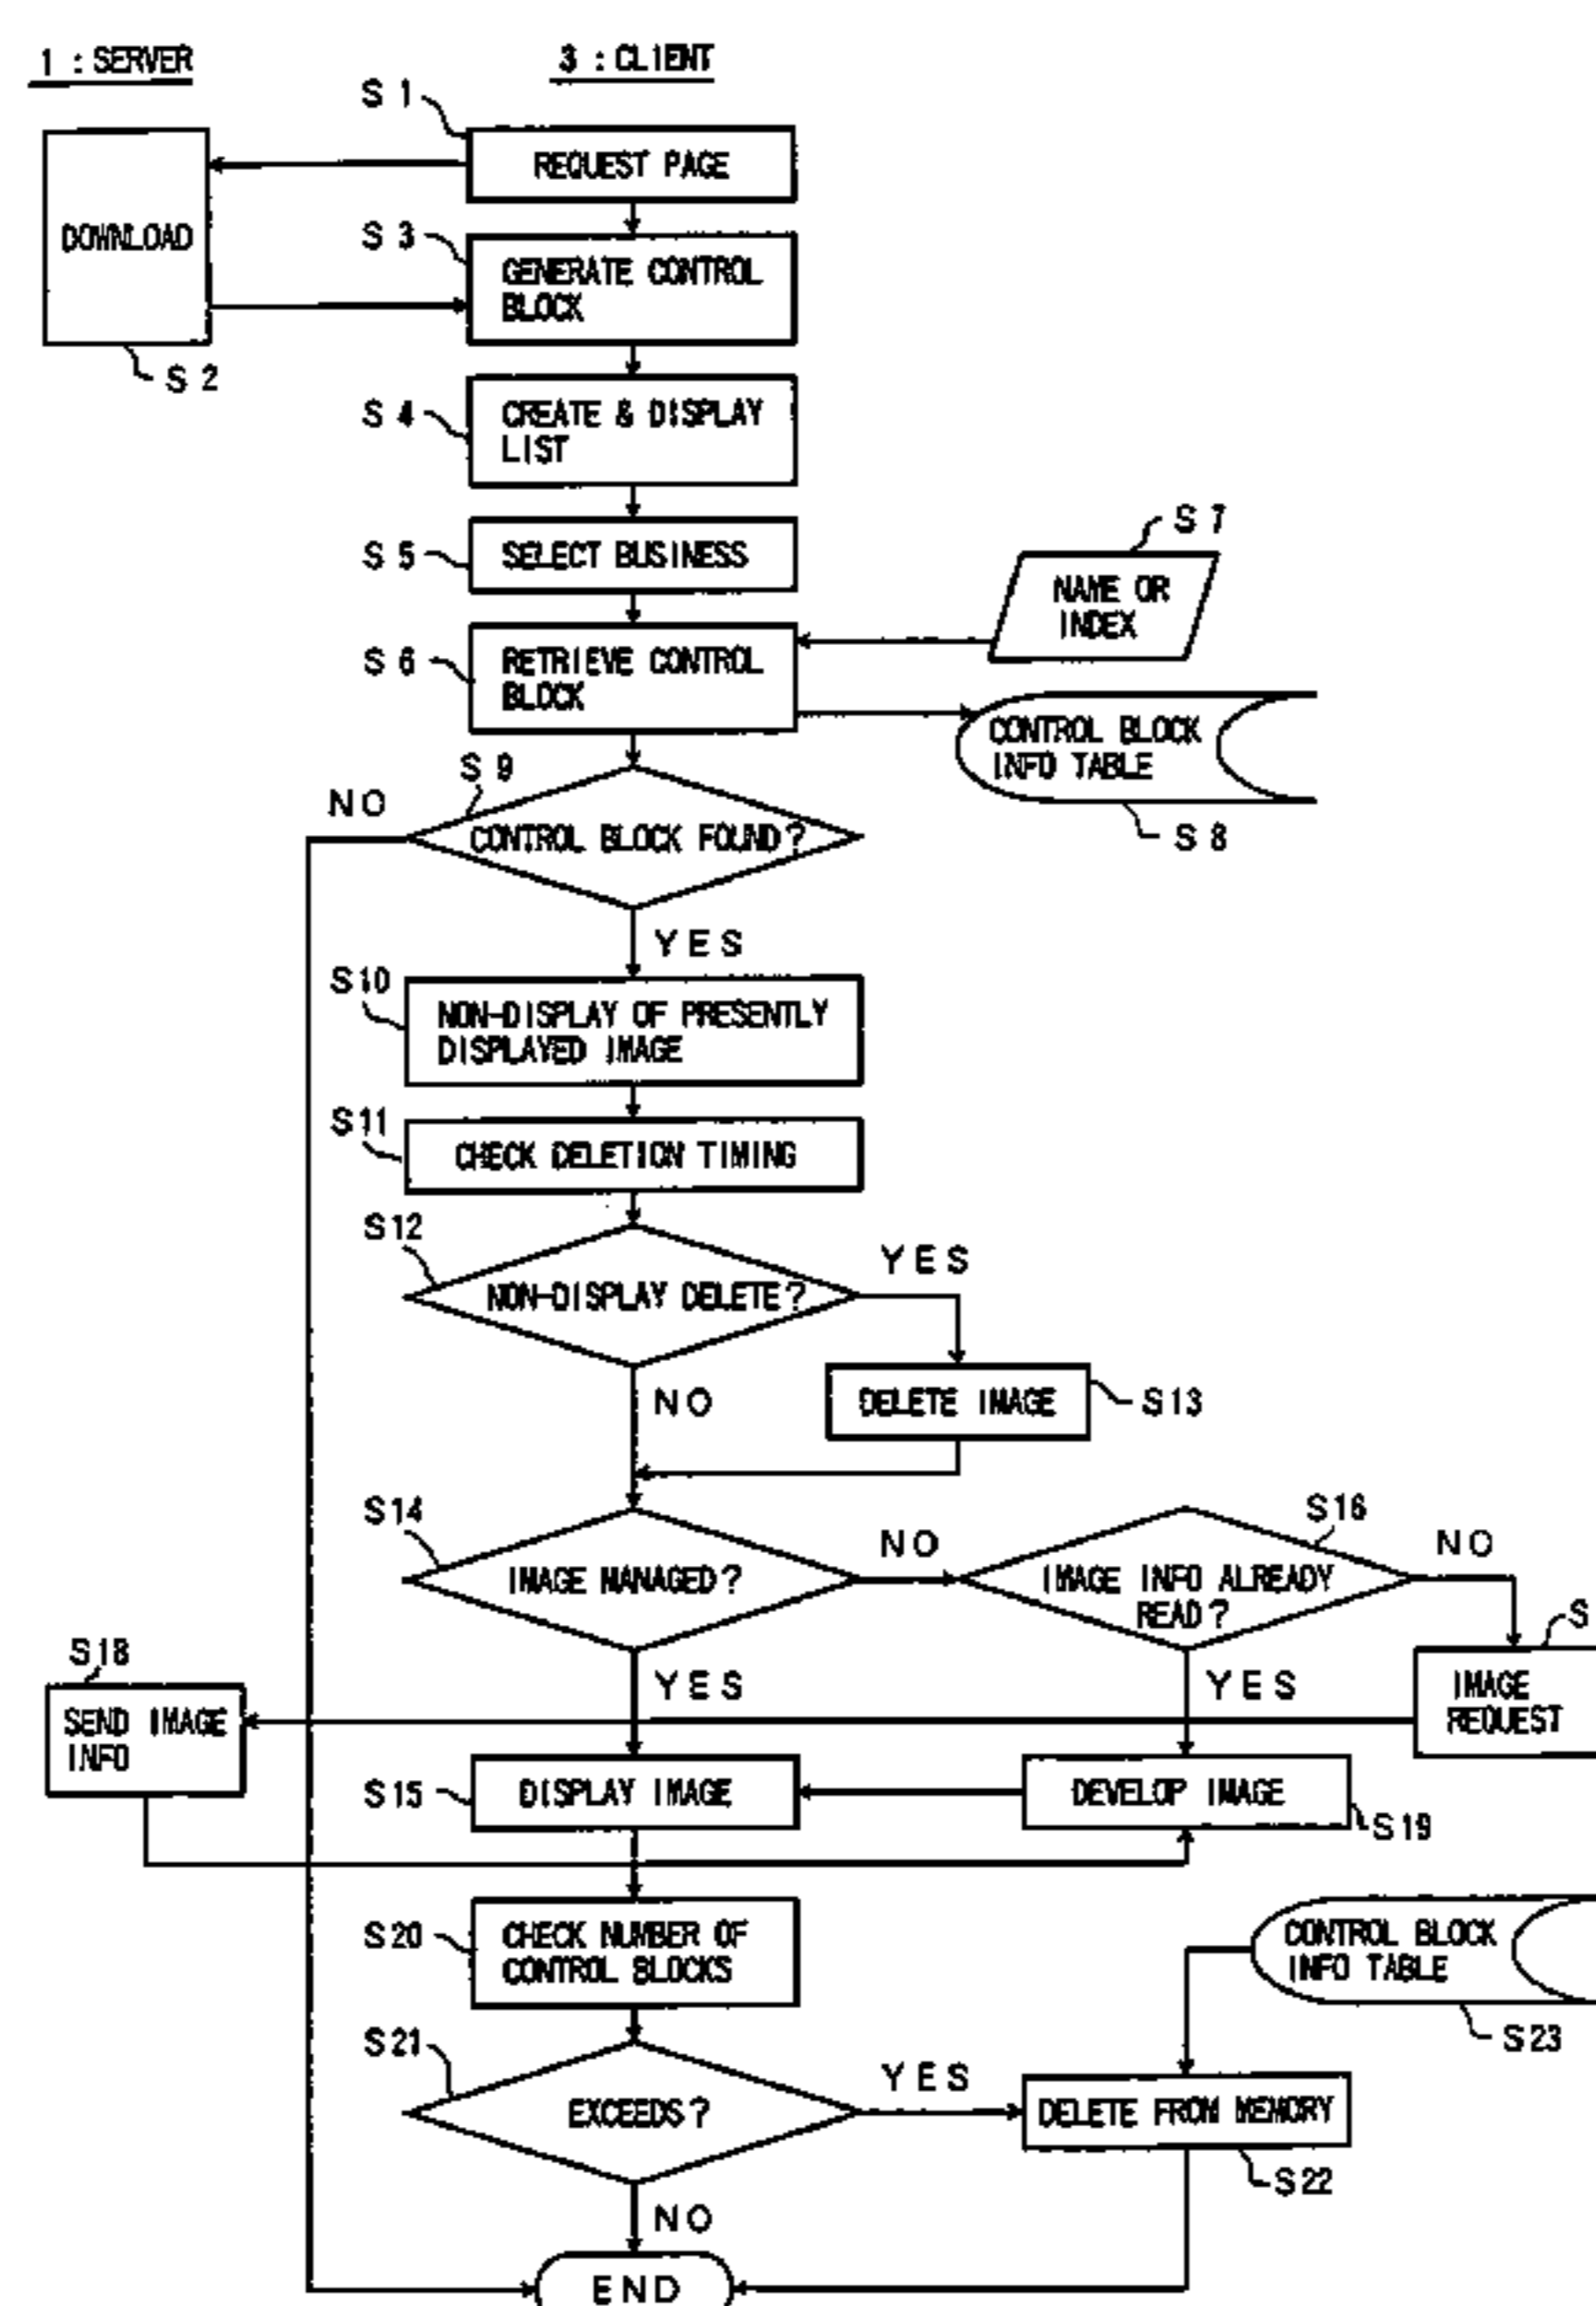 1 : SERVER
3 : CLIENT
S 1
REQUEST PAGE
DOWNLOAD
S 2
S 3
GENERATE CONTROL
BLOCK
S 4
CREATE & DISPLAY
LIST
S 5
SELECT BUSINESS
S 7
NAME OR
INDEX
S 6
RETRIEVE CONTROL
BLOCK
CONTROL BLOCK
INFO TABLE
S 8
S 9
NO
CONTROL BLOCK FOUND?
YES
S10
NON-DISPLAY OF PRESENTLY
DISPLAYED IMAGE
S11
CHECK DELETION TIMING
S12
NON-DISPLAY DELETE?
YES
NO
DELETE IMAGE
S13
S14
IMAGE MANAGED?
NO
S16
IMAGE INFO ALREADY
READ?
NO
YES
YES
S
IMAGE
REQUEST
S18
SEND IMAGE
INFO
S15
DISPLAY IMAGE
DEVELOP IMAGE
S19
S20
CHECK NUMBER OF
CONTROL BLOCKS
CONTROL BLOCK
INFO TABLE
S23
S21
EXCEEDS?
YES
DELETE FROM MEMORY
S22
NO
END